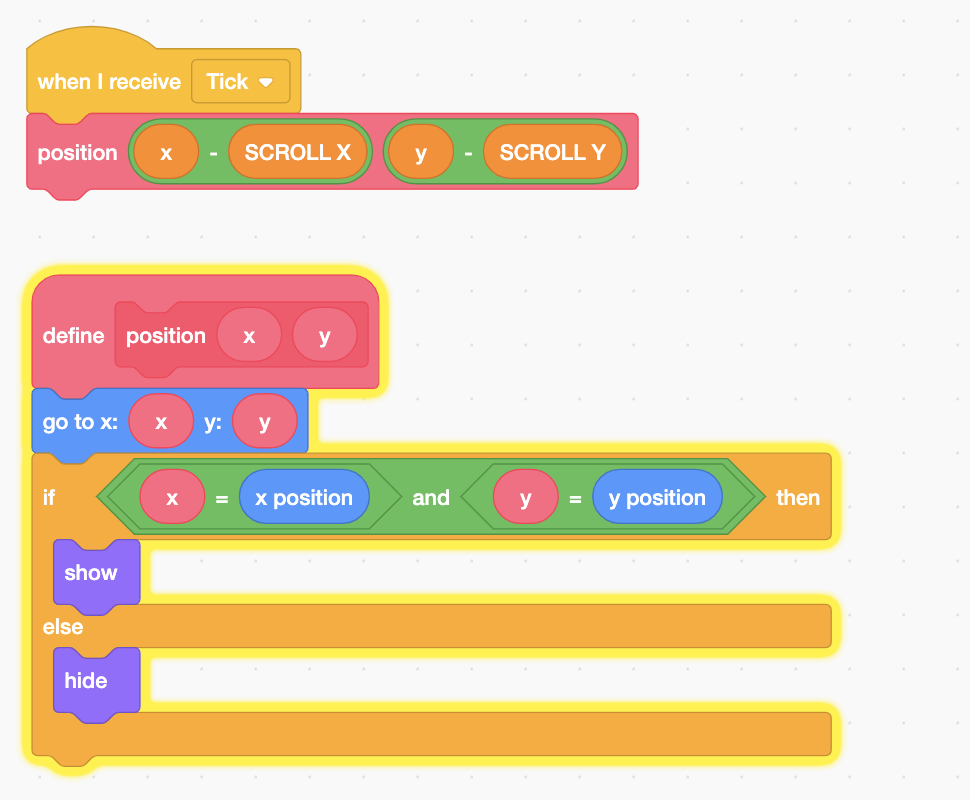 when I receive Tick
position x - SCROLL X y - SCROLL Y
define position x y
go to x: x y: y
if x = x position and y = y position then
show
else
hide